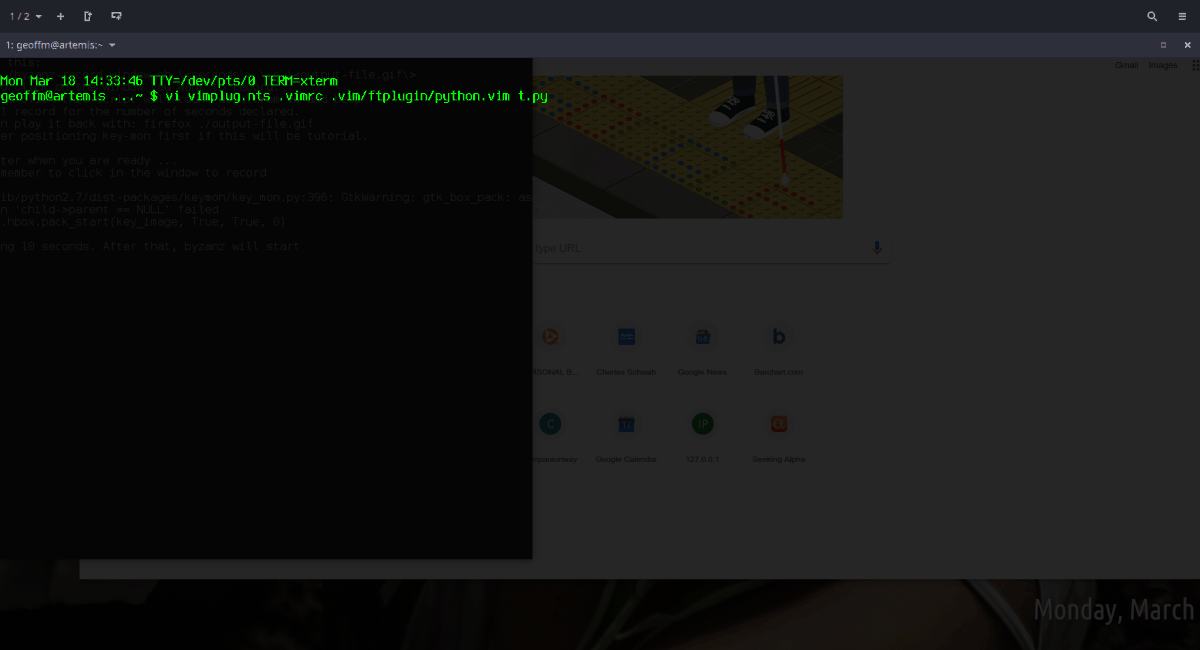 1 / 2
1: geoffm@artemis:~
.this:
Gmail Images
-file.gif\>
Mon Mar 18 14:33:46 TTY=/dev/pts/0 TERM=xterm
geoffm@artemis ...~ $ vi vimplug.nts .vimrc .vim/ftplugin/python.vim t.py
l record for the number of seconds declared.
n play it back with: firefox ./output-file.gif
er positioning key-mon first if this will be tutorial.
ter when you are ready ...
member to click in the window to record
ib/python2.7/dist-packages/keymon/key_mon.py:396: GtkWarning: gtk_box_pack: as
n 'child->parent == NULL' failed
.hbox.pack_start(key_image, True, True, 0)
ng 10 seconds. After that, byzanz will start
type URL
RSONAL B... Charles Schwab Google News Barchart.com
C 17 IP
Google Calendar 127.0.0.1 Seeking Alpha
Monday, March